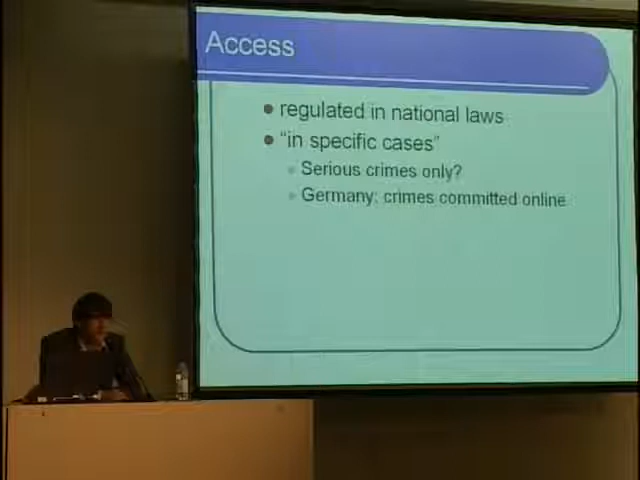 Access
regulated in national laws
“in specific cases”
Serious crimes only?
Germany: crimes committed online